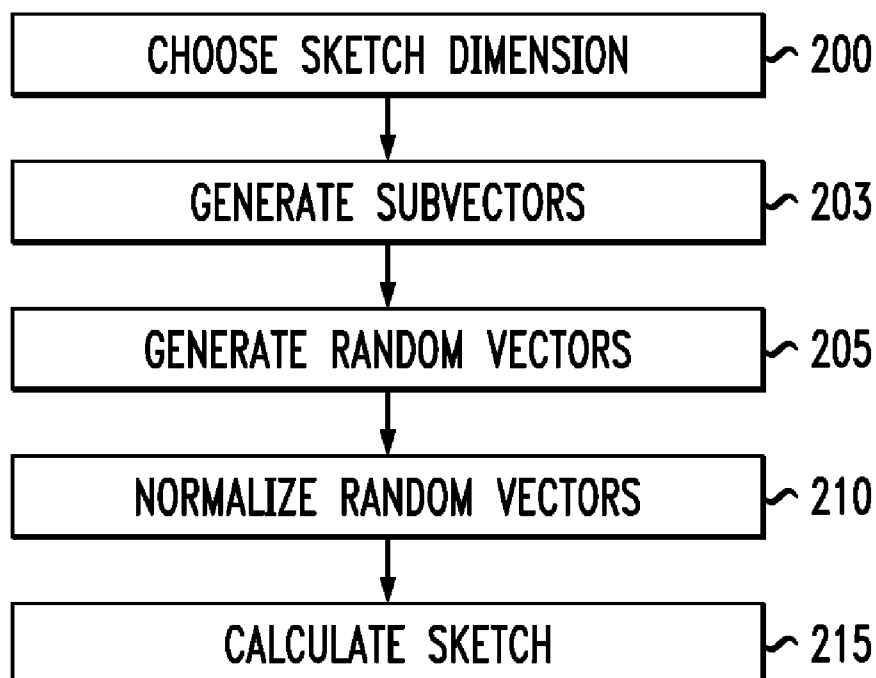 CHOOSE SKETCH DIMENSION 200
GENERATE SUBVECTORS 203
GENERATE RANDOM VECTORS 205
NORMALIZE RANDOM VECTORS 210
CALCULATE SKETCH 215